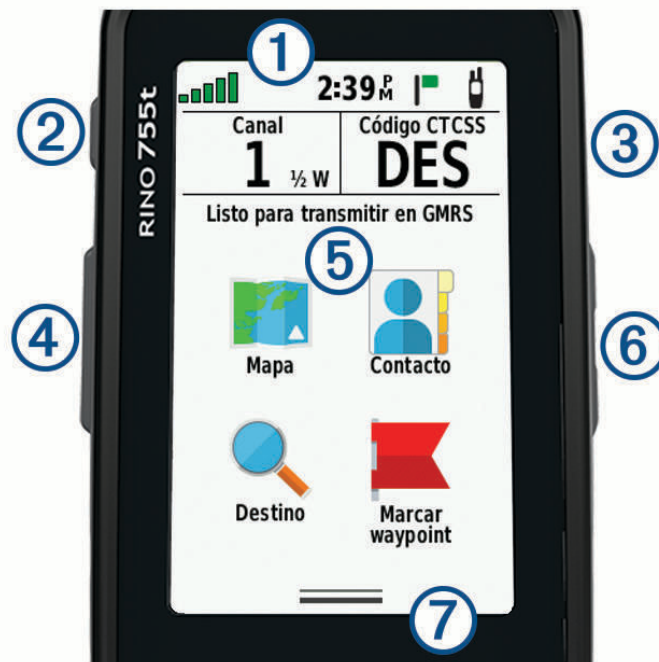 1
2:39 PM
2
3
RINO 755t
Canal
Código CTCSS
1 ½ W
DES
Listo para transmitir en GMRS
5
4
6
Mapa
Contacto
Destino
Marcar
waypoint
7